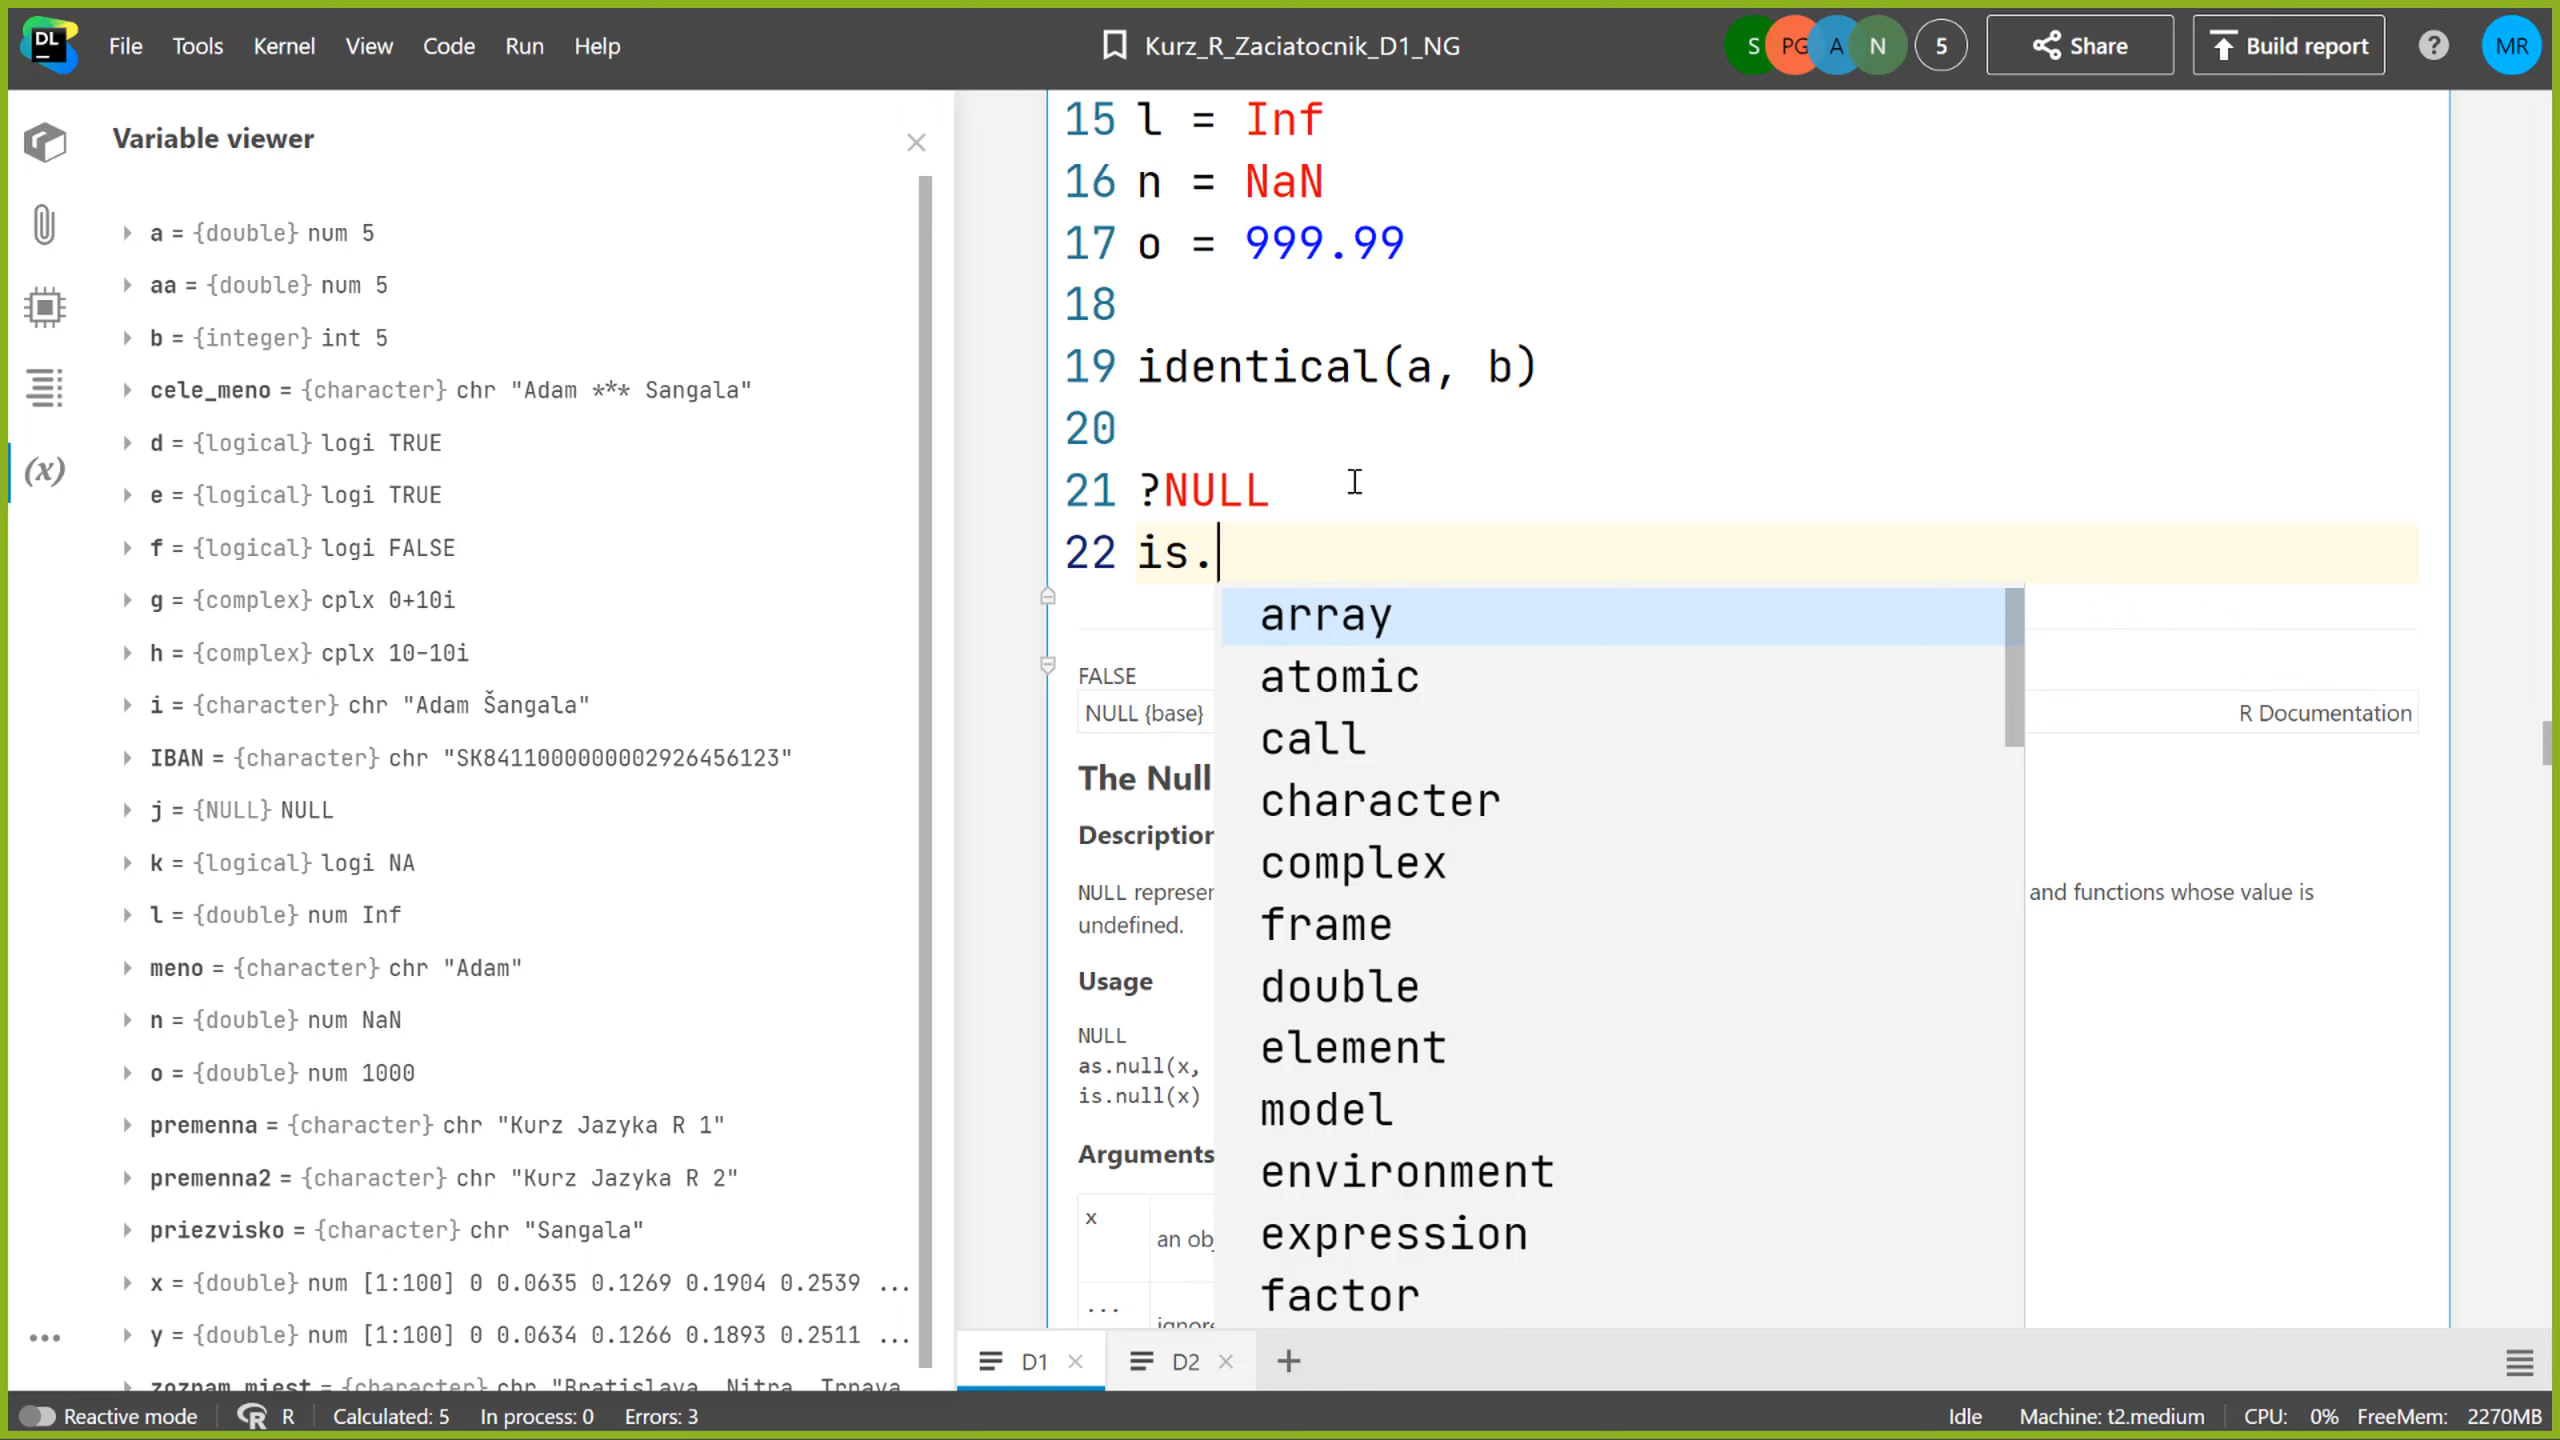 DL
File Tools Kernel View Code Run Help
Kurz_R_Zaciatocnik_D1_NG
S PG A N 5 Share Build report ? MR
Variable viewer
a = {double} num 5
aa = {double} num 5
b = {integer} int 5
cele_meno = {character} chr "Adam *** Sangala"
d = {logical} logi TRUE
e = {logical} logi TRUE
f = {logical} logi FALSE
g = {complex} cplx 0+10i
h = {complex} cplx 10-10i
i = {character} chr "Adam Šangala"
IBAN = {character} chr "SK8411000000002926456123"
j = {NULL} NULL
k = {logical} logi NA
l = {double} num Inf
meno = {character} chr "Adam"
n = {double} num NaN
o = {double} num 1000
premenna = {character} chr "Kurz Jazyka R 1"
premenna2 = {character} chr "Kurz Jazyka R 2"
priezvisko = {character} chr "Sangala"
x = {double} num [1:100] 0 0.0635 0.1269 0.1904 0.2539 ...
y = {double} num [1:100] 0 0.0634 0.1266 0.1893 0.2511 ...
zoznam_miest = {character} chr "Bratislava, Nitra, Trnava
(x)
15 l = Inf
16 n = NaN
17 o = 999.99
18
19 identical(a, b)
20
21 ?NULL
22 is.
array
atomic
call
character
complex
frame
double
element
model
environment
expression
factor
FALSE
NULL {base} R Documentation
The Null
Description
NULL represen and functions whose value is
undefined.
Usage
NULL
as.null(x,
is.null(x)
Arguments
x
an obj
...
ignore
D1 D2 +
Reactive mode R Calculated: 5 In process: 0 Errors: 3 Idle Machine: t2.medium CPU: 0% FreeMem: 2270MB